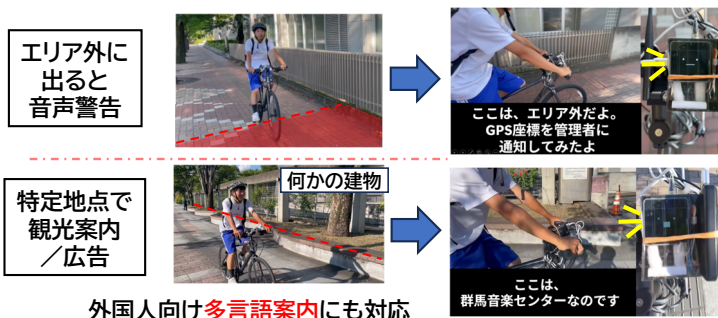 エリア外に
出ると
音声警告
ここは、エリア外だよ。
GPS座標を管理者に
通知してみたよ
特定地点で
観光案内
／広告
何かの建物
ここは、
群馬音楽センターなのです
外国人向け多言語案内にも対応